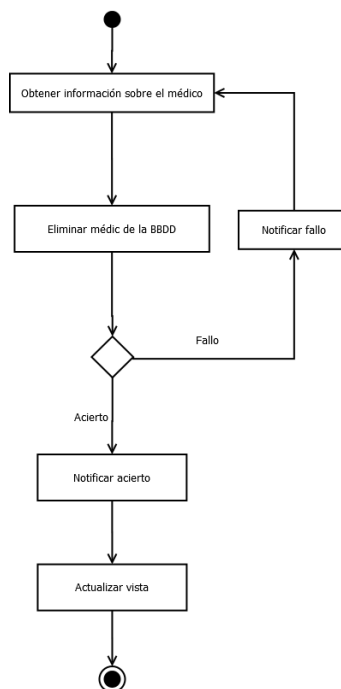 Obtener información sobre el médico
Eliminar médic de la BBDD
Notificar fallo
Fallo
Acierto
Notificar acierto
Actualizar vista